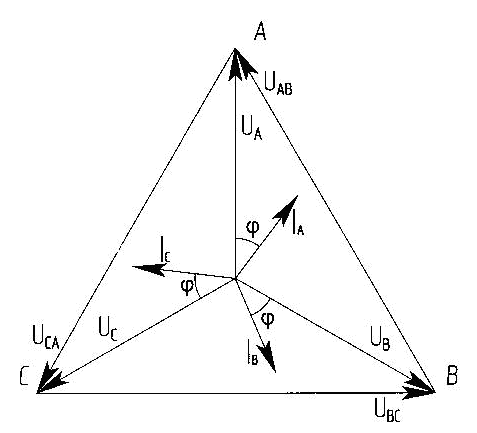 A
U_AB
U_A
φ
I_A
I_C
φ
U_CA
U_C
φ
I_B
U_B
C
B
U_BC